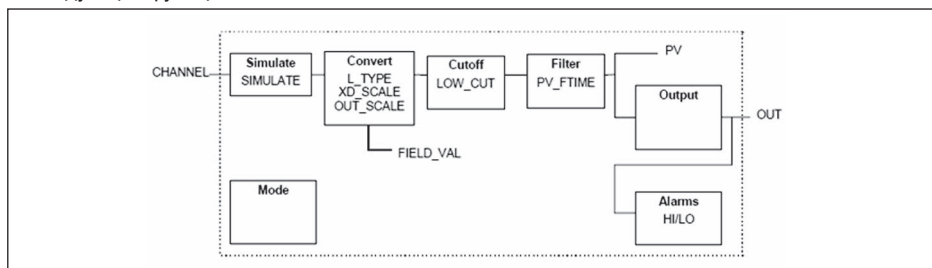 CHANNEL
Simulate
SIMULATE
Convert
L_TYPE
XD_SCALE
OUT_SCALE
FIELD_VAL
Cutoff
LOW_CUT
Filter
PV_FTIME
PV
Output
OUT
Mode
Alarms
HI/LO